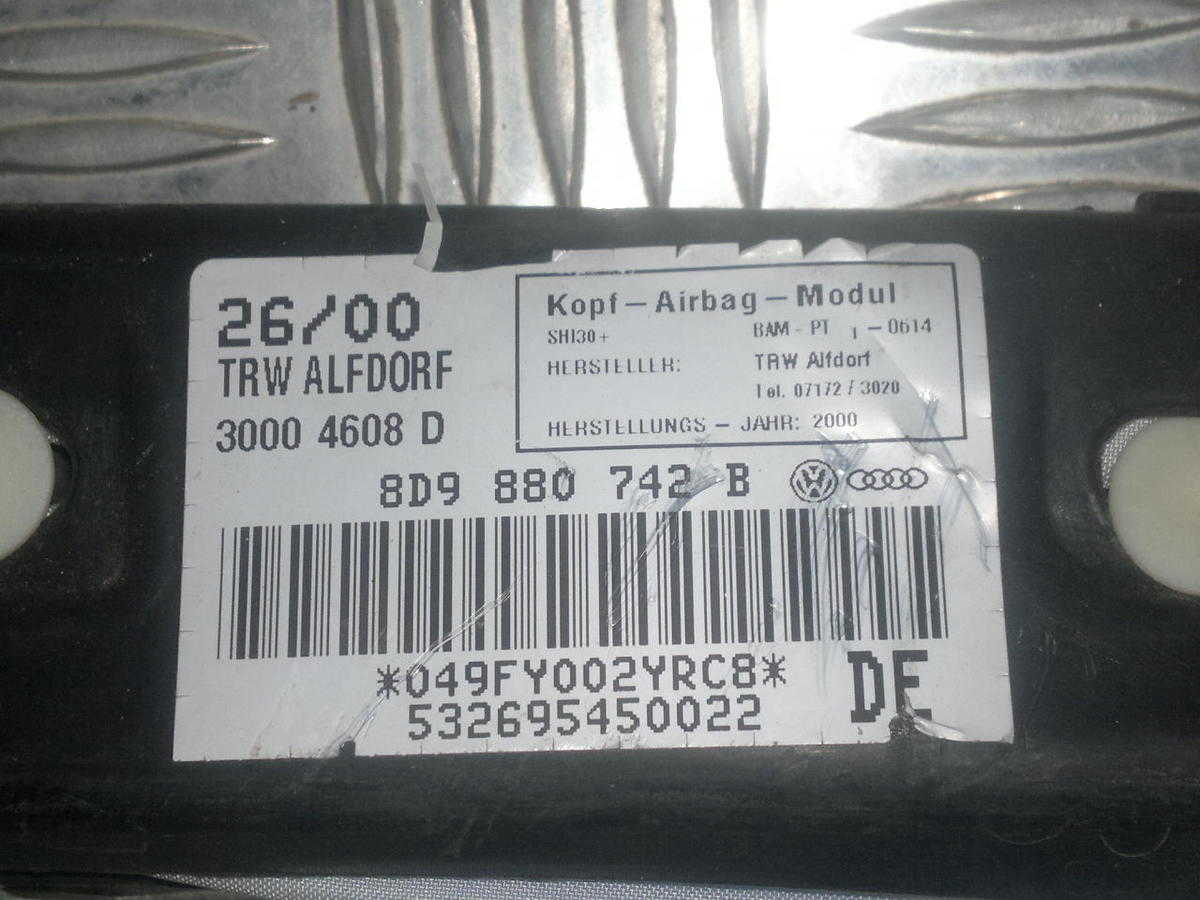 26/00
TRW ALFDORF
3000 4608 D
Kopf – Airbag – Modul
SHI30 + BAM - PT 1 – 0614
HERSTELLER: TRW Alfdorf
Tel. 07172 / 3020
HERSTELLUNGS – JAHR: 2000
8D9 880 742 B
*049FY002YRC8*
532695450022
DE